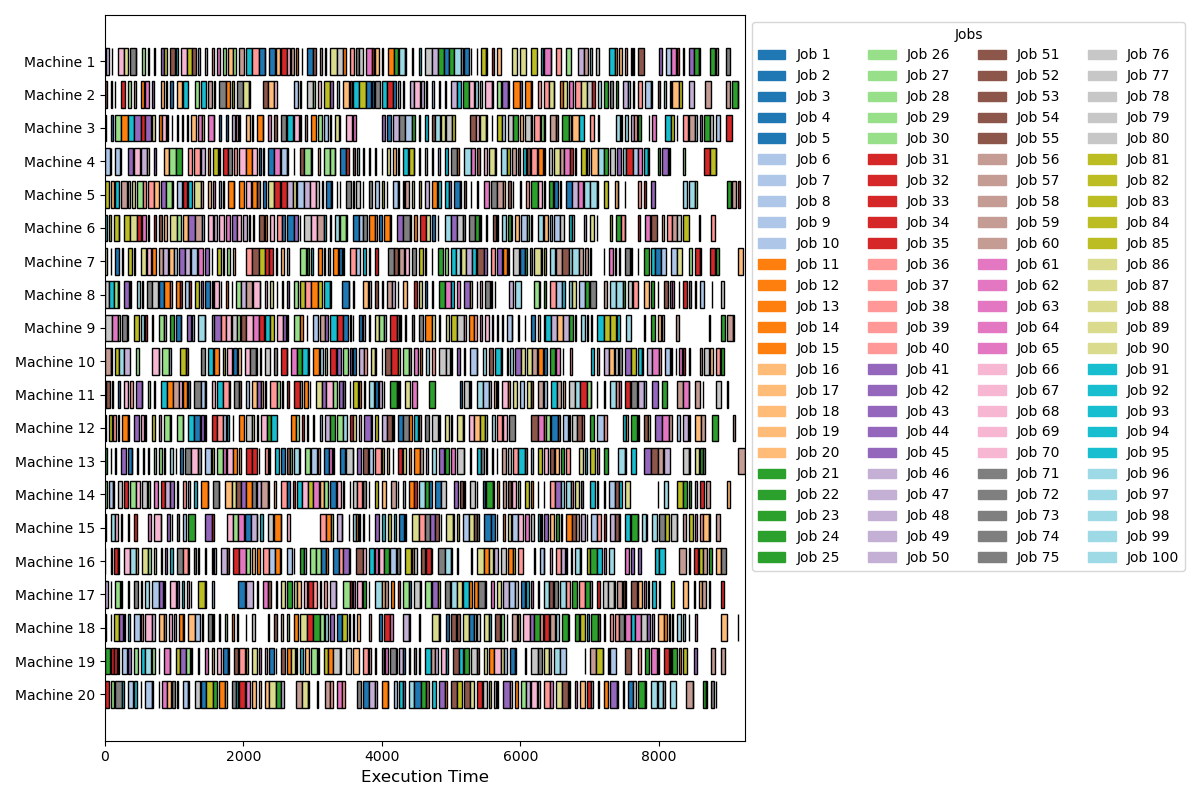 Jobs
Job 1 Job 26 Job 51 Job 76
Job 2 Job 27 Job 52 Job 77
Job 3 Job 28 Job 53 Job 78
Job 4 Job 29 Job 54 Job 79
Job 5 Job 30 Job 55 Job 80
Job 6 Job 31 Job 56 Job 81
Job 7 Job 32 Job 57 Job 82
Job 8 Job 33 Job 58 Job 83
Job 9 Job 34 Job 59 Job 84
Job 10 Job 35 Job 60 Job 85
Job 11 Job 36 Job 61 Job 86
Job 12 Job 37 Job 62 Job 87
Job 13 Job 38 Job 63 Job 88
Job 14 Job 39 Job 64 Job 89
Job 15 Job 40 Job 65 Job 90
Job 16 Job 41 Job 66 Job 91
Job 17 Job 42 Job 67 Job 92
Job 18 Job 43 Job 68 Job 93
Job 19 Job 44 Job 69 Job 94
Job 20 Job 45 Job 70 Job 95
Job 21 Job 46 Job 71 Job 96
Job 22 Job 47 Job 72 Job 97
Job 23 Job 48 Job 73 Job 98
Job 24 Job 49 Job 74 Job 99
Job 25 Job 50 Job 75 Job 100
Machine 1
Machine 2
Machine 3
Machine 4
Machine 5
Machine 6
Machine 7
Machine 8
Machine 9
Machine 10
Machine 11
Machine 12
Machine 13
Machine 14
Machine 15
Machine 16
Machine 17
Machine 18
Machine 19
Machine 20
0 2000 4000 6000 8000
Execution Time